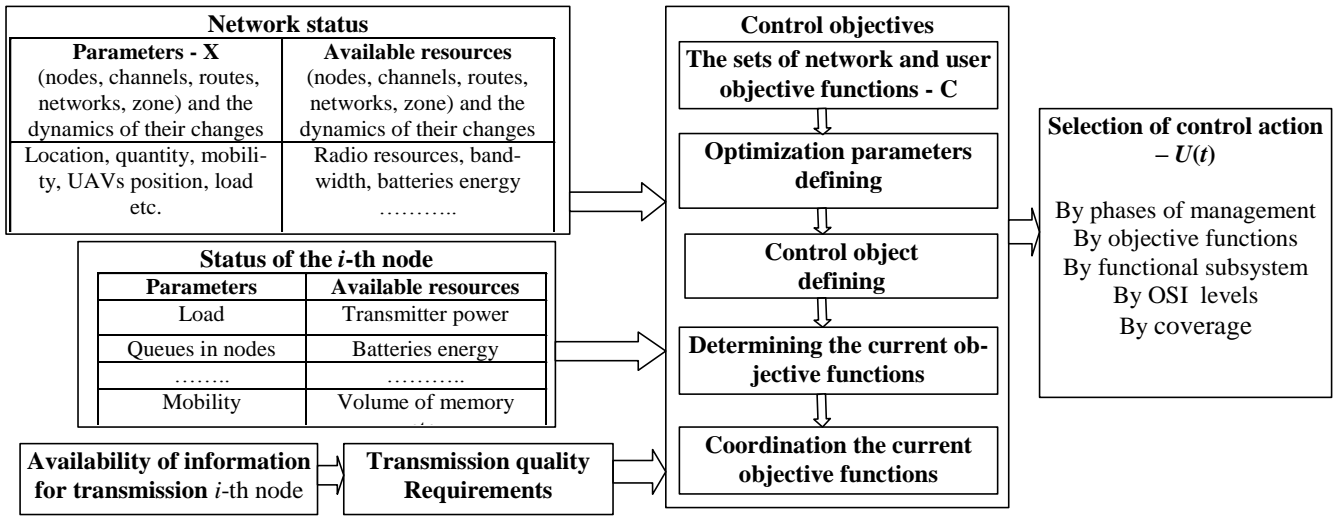 Network status
Parameters - X
(nodes, channels, routes,
networks, zone) and the
dynamics of their changes
Available resources
(nodes, channels, routes,
networks, zone) and the
dynamics of their changes
Location, quantity, mobili-
ty, UAVs position, load
etc.
Radio resources, band-
width, batteries energy
………..
Status of the i-th node
Parameters
Available resources
Load
Transmitter power
Queues in nodes
Batteries energy
……..
………..
Mobility
Volume of memory
Availability of information
for transmission i-th node
Transmission quality
Requirements
Control objectives
The sets of network and user
objective functions - C
Optimization parameters
defining
Control object
defining
Determining the current ob-
jective functions
Coordination the current
objective functions
Selection of control action
– U(t)
By phases of management
By objective functions
By functional subsystem
By OSI levels
By coverage